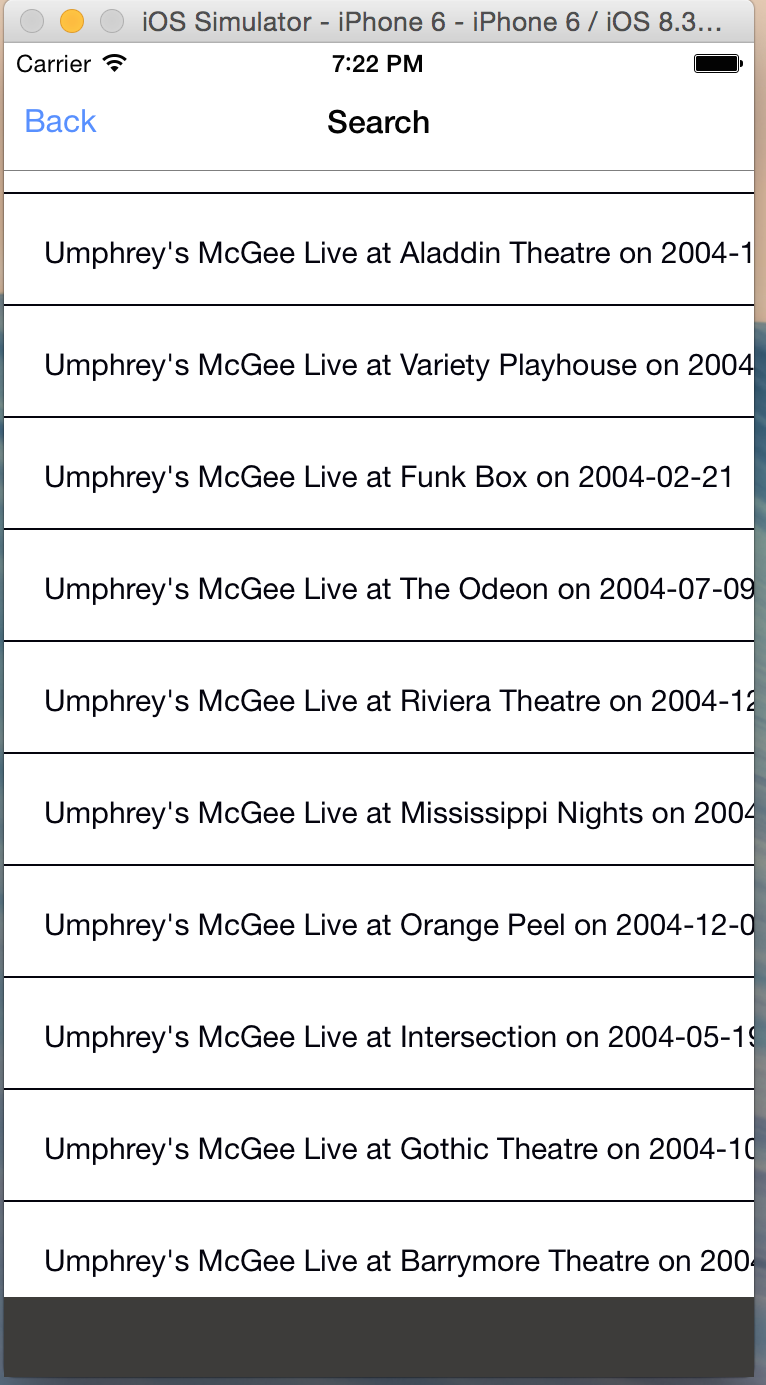 iOS Simulator - iPhone 6 - iPhone 6 / iOS 8.3...
Carrier 7:22 PM
Back Search
Umphrey's McGee Live at Aladdin Theatre on 2004-1
Umphrey's McGee Live at Variety Playhouse on 2004
Umphrey's McGee Live at Funk Box on 2004-02-21
Umphrey's McGee Live at The Odeon on 2004-07-09
Umphrey's McGee Live at Riviera Theatre on 2004-12
Umphrey's McGee Live at Mississippi Nights on 2004
Umphrey's McGee Live at Orange Peel on 2004-12-0
Umphrey's McGee Live at Intersection on 2004-05-19
Umphrey's McGee Live at Gothic Theatre on 2004-10
Umphrey's McGee Live at Barrymore Theatre on 2004